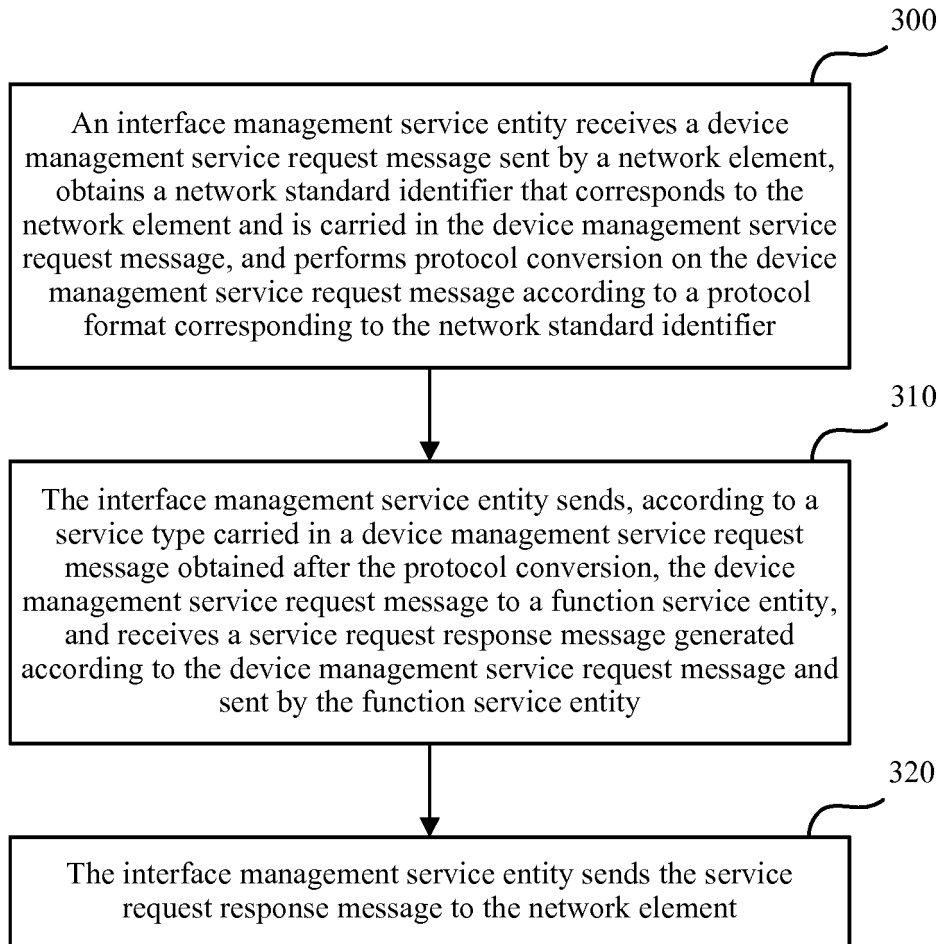 300
An interface management service entity receives a device
management service request message sent by a network element,
obtains a network standard identifier that corresponds to the
network element and is carried in the device management service
request message, and performs protocol conversion on the device
management service request message according to a protocol
format corresponding to the network standard identifier
310
The interface management service entity sends, according to a
service type carried in a device management service request
message obtained after the protocol conversion, the device
management service request message to a function service entity,
and receives a service request response message generated
according to the device management service request message and
sent by the function service entity
320
The interface management service entity sends the service
request response message to the network element